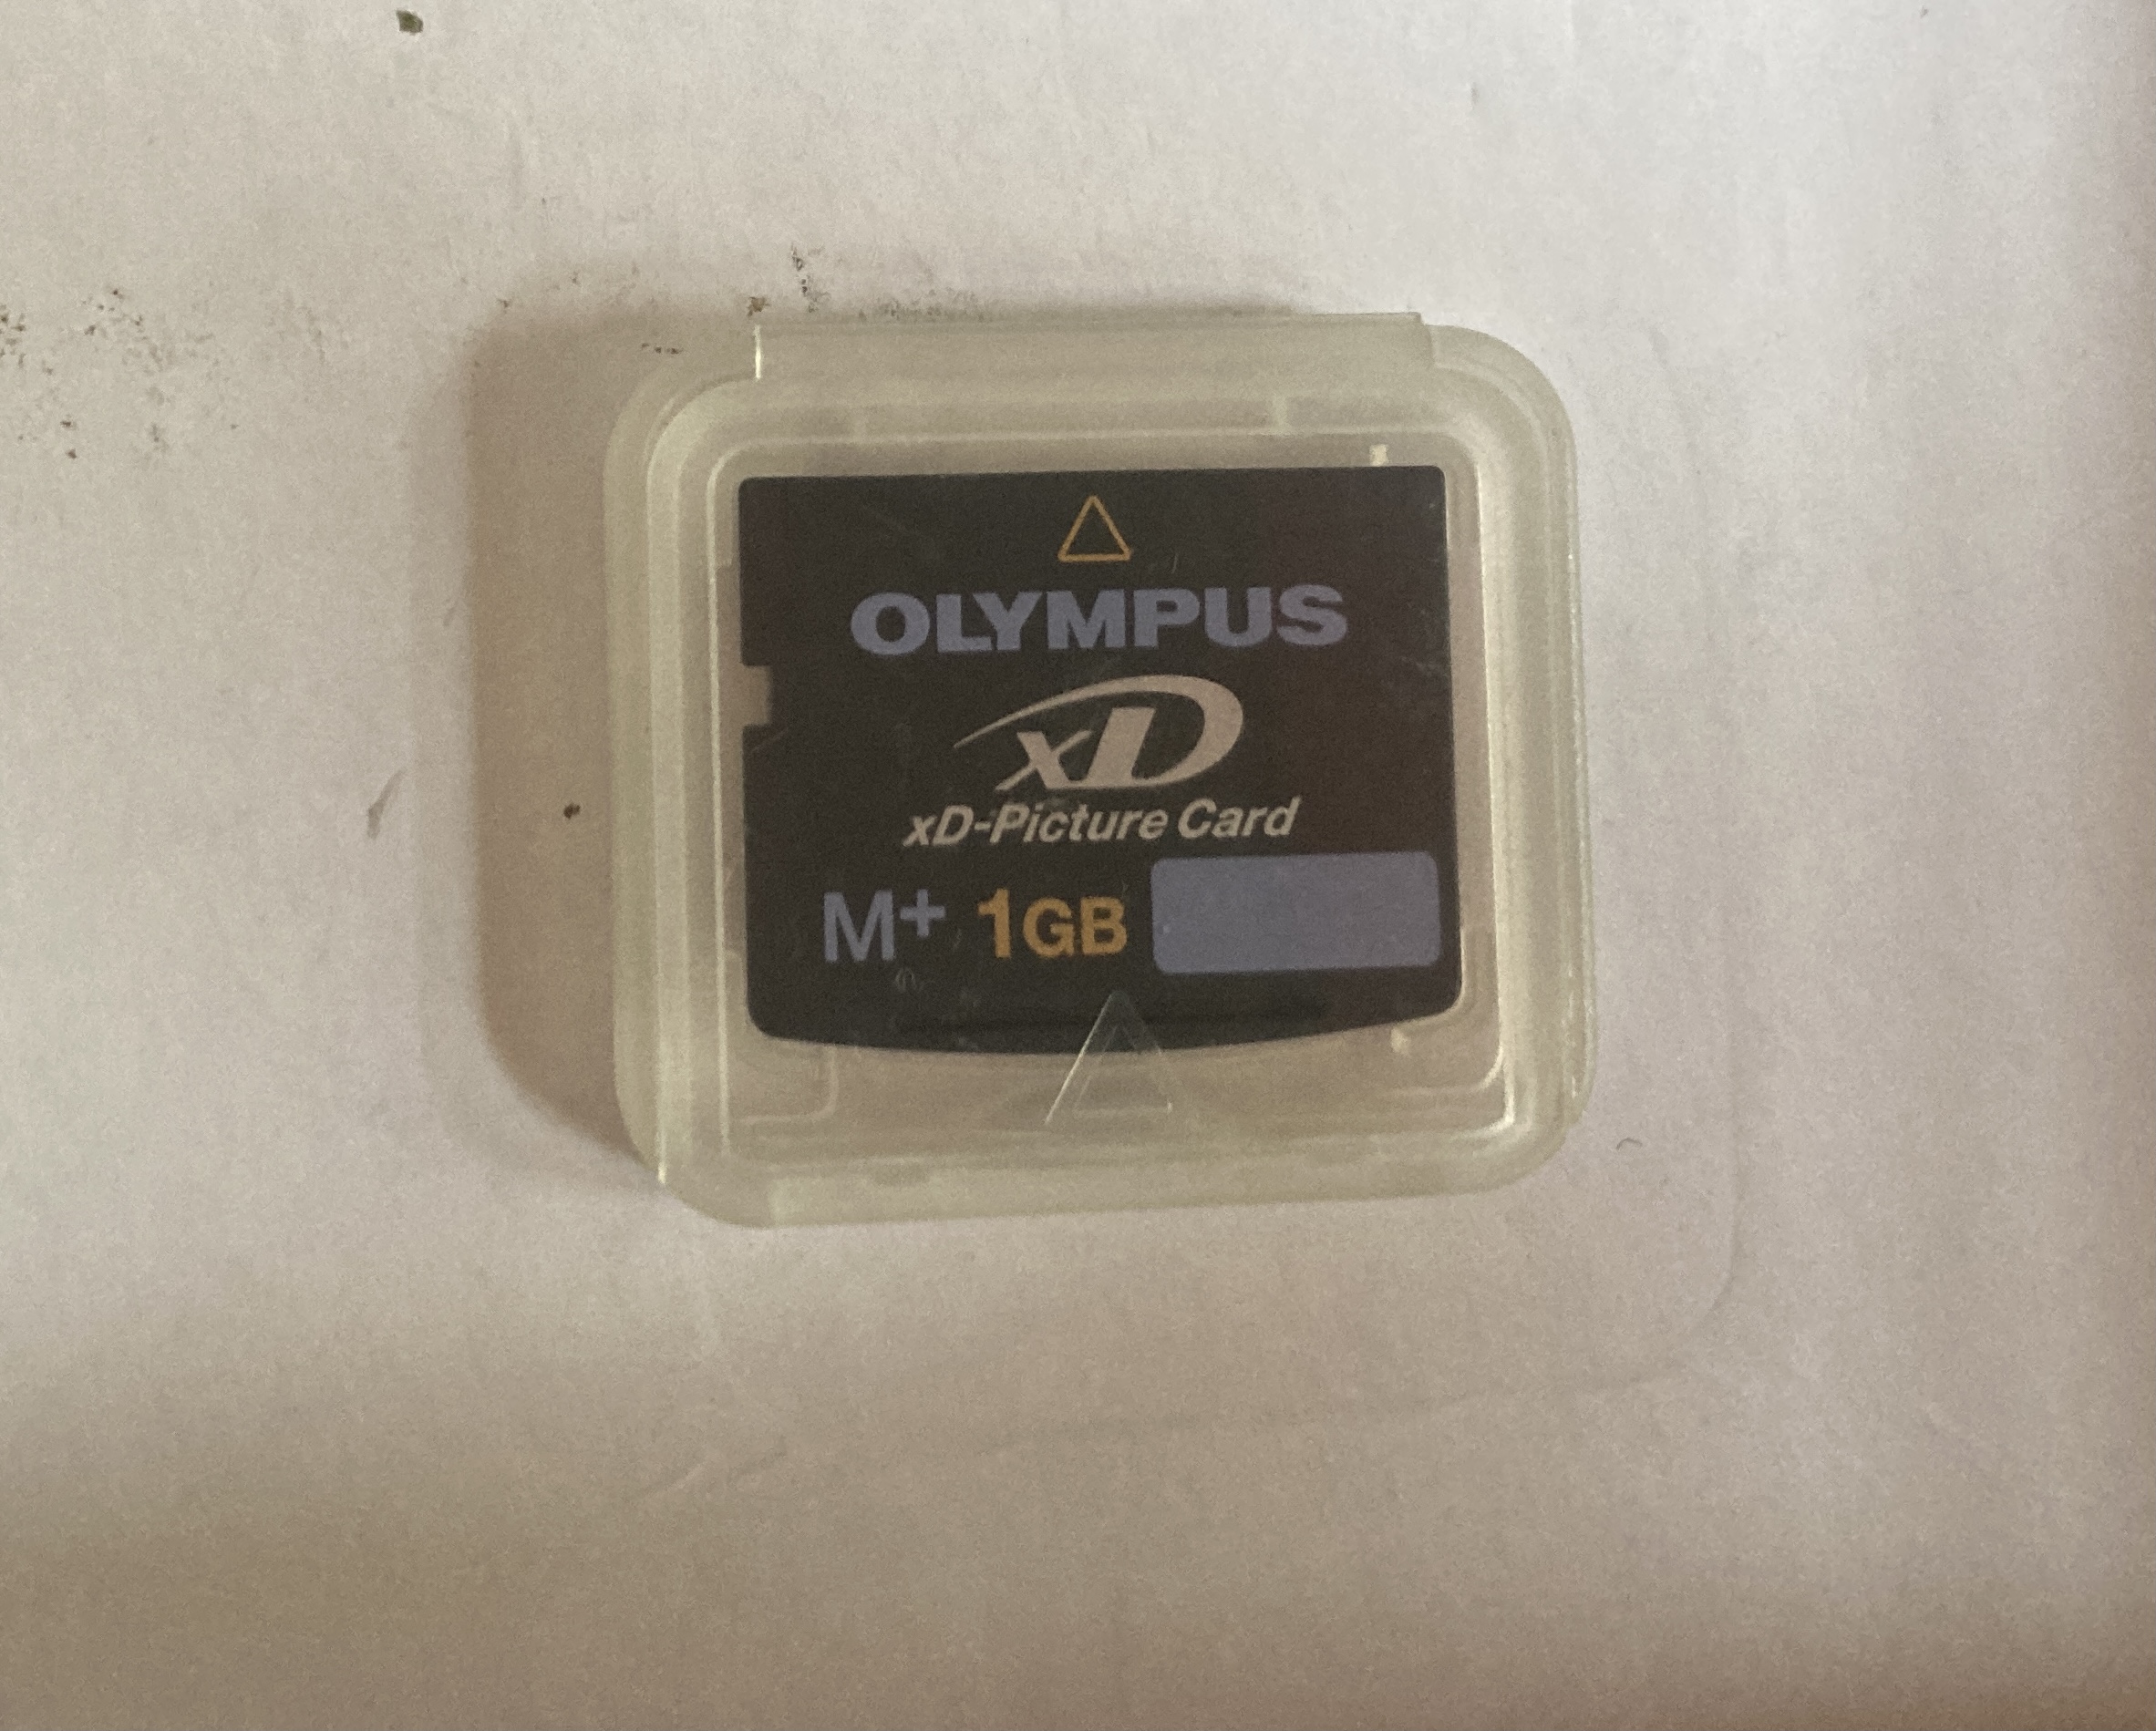 OLYMPUS
xD
xD-Picture Card
M+ 1GB